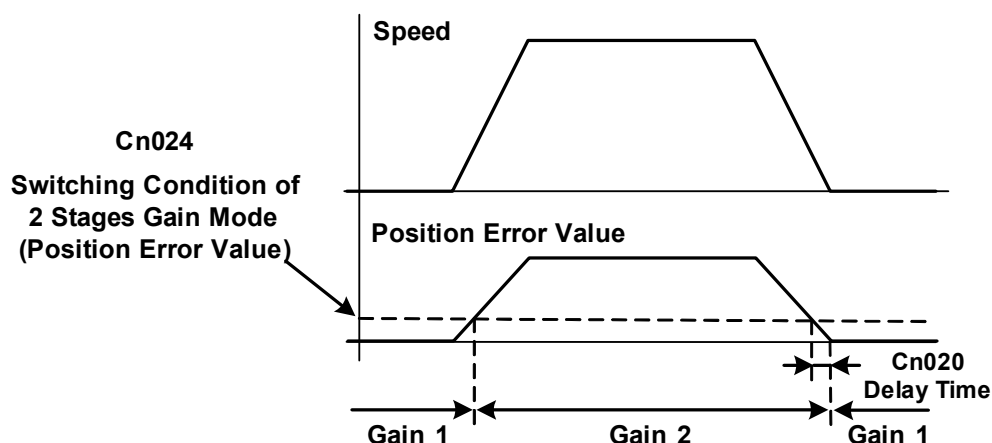 Speed
Cn024
Switching Condition of
2 Stages Gain Mode
(Position Error Value)
Position Error Value
Cn020
Delay Time
Gain 1
Gain 2
Gain 1